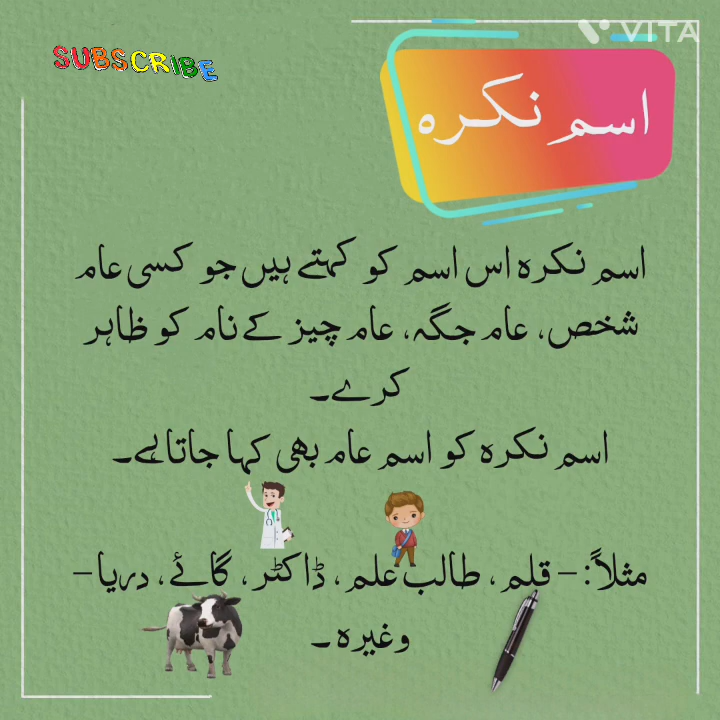 VITA
SUBSCRIBE
اسم نکرہ
اسم نکرہ اس اسم کو کہتے ہیں جو کسی عام
شخص، عام جگہ، عام چیز کے نام کو ظاہر
کرے۔
اسم نکرہ کو اسم عام بھی کہا جاتا ہے۔
مثلاً: – قلم، طالب علم، ڈاکٹر، گائے، دریا –
وغیرہ۔